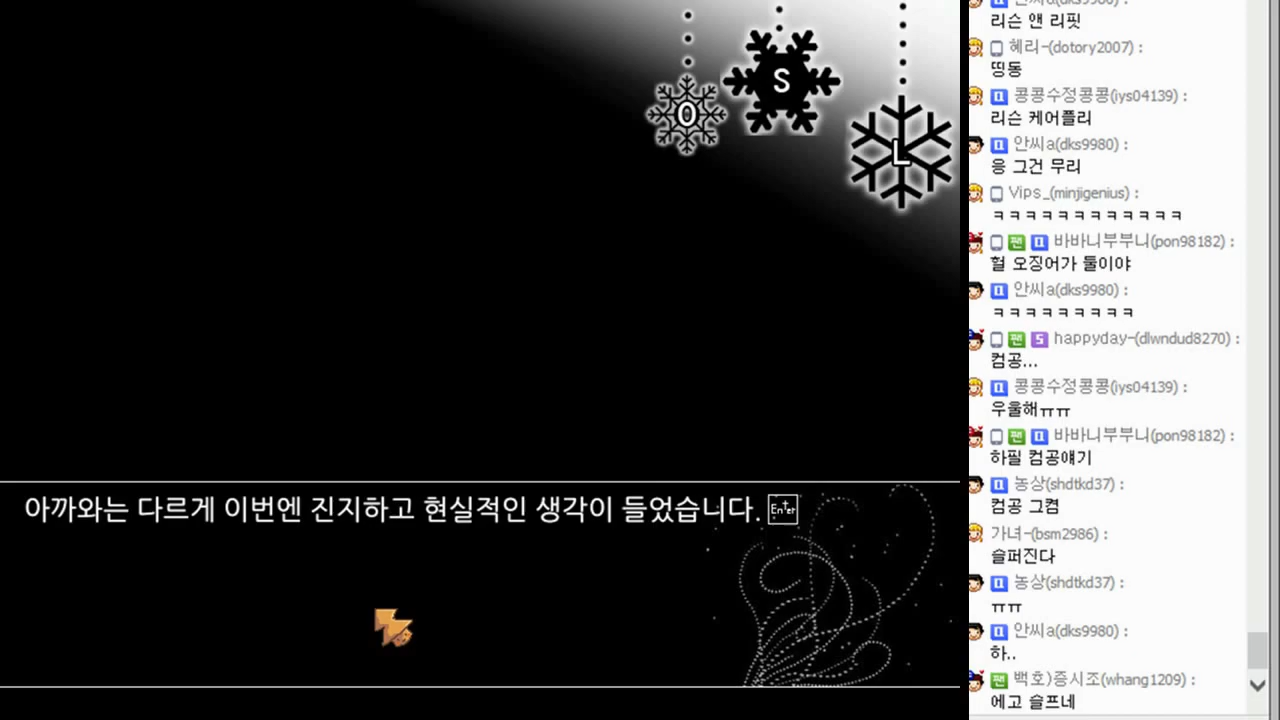 O
S
L
아까와는 다르게 이번엔 진지하고 현실적인 생각이 들었습니다.
Enter
리슨 앤 리핏
혜리-(dotory2007) :
띵동
콩콩수정콩콩(iys04139) :
리슨 케어플리
안씨a(dks9980) :
응 그건 무리
Vips_(minjigenius) :
ㅋㅋㅋㅋㅋㅋㅋㅋㅋㅋㅋㅋ
팬 바바니부부니(pon98182) :
헐 오징어가 둘이야
안씨a(dks9980) :
ㅋㅋㅋㅋㅋㅋㅋㅋㅋ
팬 S happyday-(dlwndud8270) :
컴공...
콩콩수정콩콩(iys04139) :
우울해ㅠㅠ
팬 바바니부부니(pon98182) :
하필 컴공얘기
농상(shdtkd37) :
컴공 그켬
가녀-(bsm2986) :
슬퍼진다
농상(shdtkd37) :
ㅠㅠ
안씨a(dks9980) :
하..
팬 백호)증시조(whang1209) :
에고 슬프네